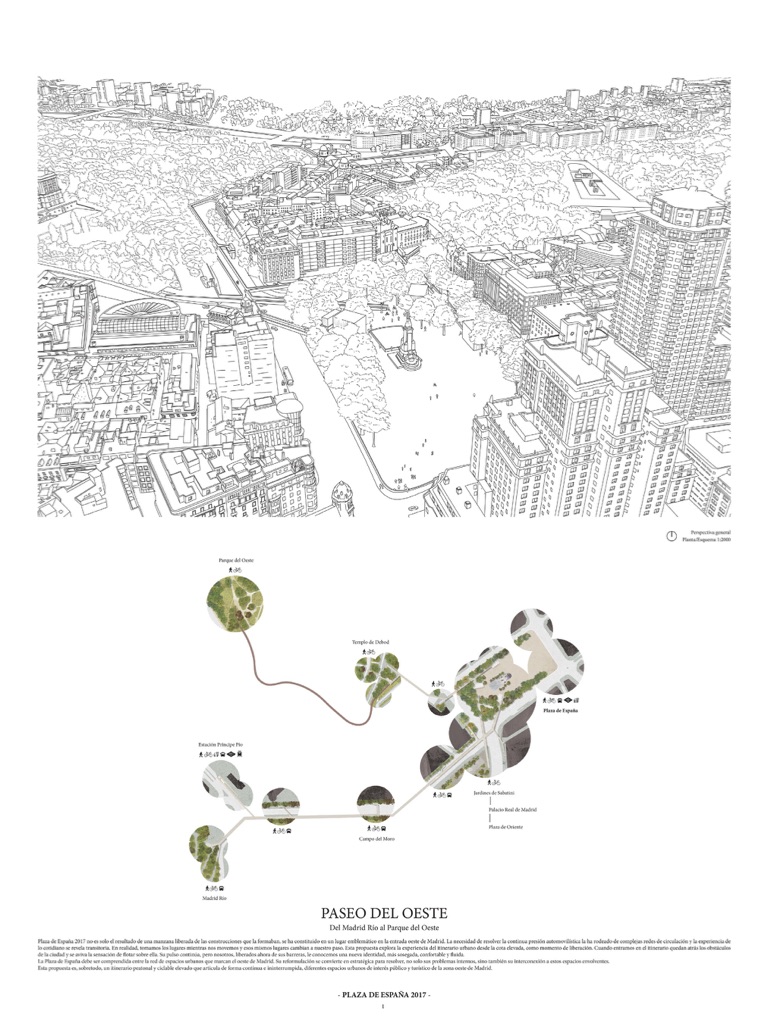 Perspectiva general
Planta/Esquema 1:2000
Parque del Oeste
Templo de Debod
Plaza de España
Estación Príncipe Pío
Jardines de Sabatini
Palacio Real de Madrid
Plaza de Oriente
Campo del Moro
Madrid Río
PASEO DEL OESTE
Del Madrid Río al Parque del Oeste
Plaza de España 2017 no es solo el resultado de una manzana liberada de las construcciones que la formaban, se ha constituido en un lugar emblemático en la entrada oeste de Madrid. La necesidad de resolver la continua presión automovilística la ha rodeado de complejas redes de circulación y la experiencia de
lo cotidiano se revela transitoria. En realidad, tomamos los lugares mientras nos movemos y esos mismos lugares cambian a nuestro paso. Esta propuesta explora la experiencia del itinerario urbano desde la cota elevada, como momento de liberación. Cuando entramos en el itinerario quedan atrás los obstáculos
de la ciudad y se aviva la sensación de flotar sobre ella. Su pulso continúa, pero nosotros, liberados ahora de sus barreras, le conocemos una nueva identidad, más sosegada, confortable y fluida.
La Plaza de España debe ser comprendida entre la red de espacios urbanos que marcan el oeste de Madrid. Su reformulación se convierte en estratégica para resolver, no solo sus problemas internos, sino también su interconexión a estos espacios envolventes.
Esta propuesta es, sobretodo, un itinerario peatonal y ciclable elevado que articula de forma continua e ininterrumpida, diferentes espacios urbanos de interés público y turístico de la zona oeste de Madrid.
- PLAZA DE ESPAÑA 2017 -
1